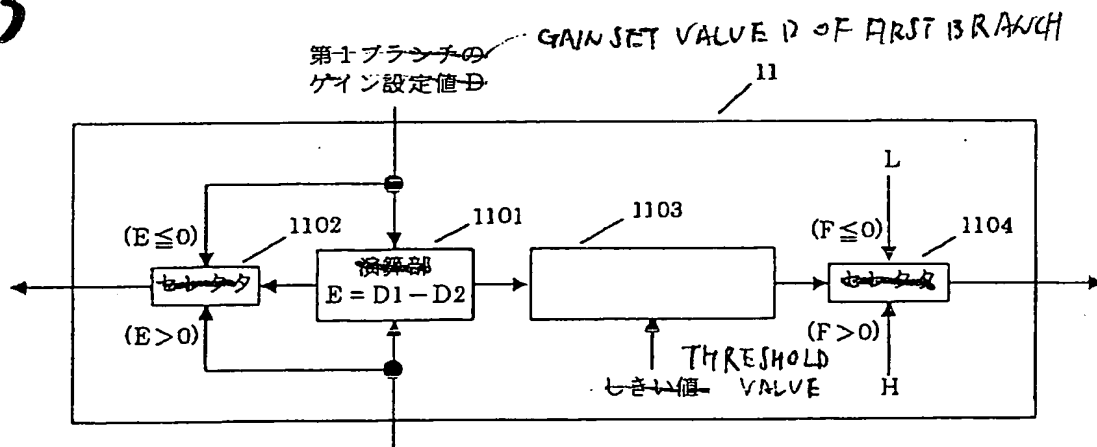 GAIN SET VALUE D OF FIRST BRANCH
第1ブランチの
ゲイン設定値D
11
L
(E≦0)
1102
1101
1103
(F≦0)
1104
セレクタ
演算部
E=D1−D2
セレクタ
(E>0)
(F>0)
THRESHOLD
VALUE
しきい値
H